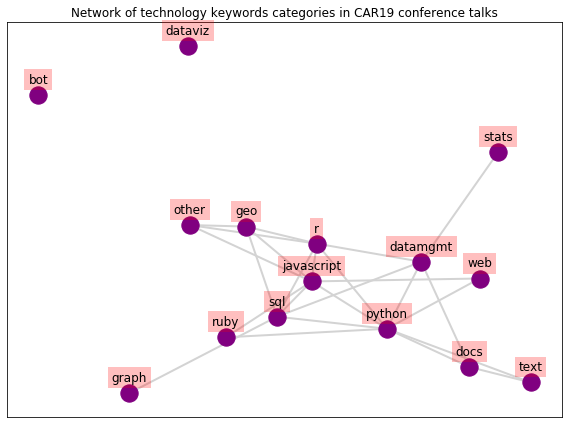 Network of technology keywords categories in CAR19 conference talks
dataviz
bot
stats
other
geo
r
datamgmt
javascript
web
sql
python
ruby
docs
text
graph